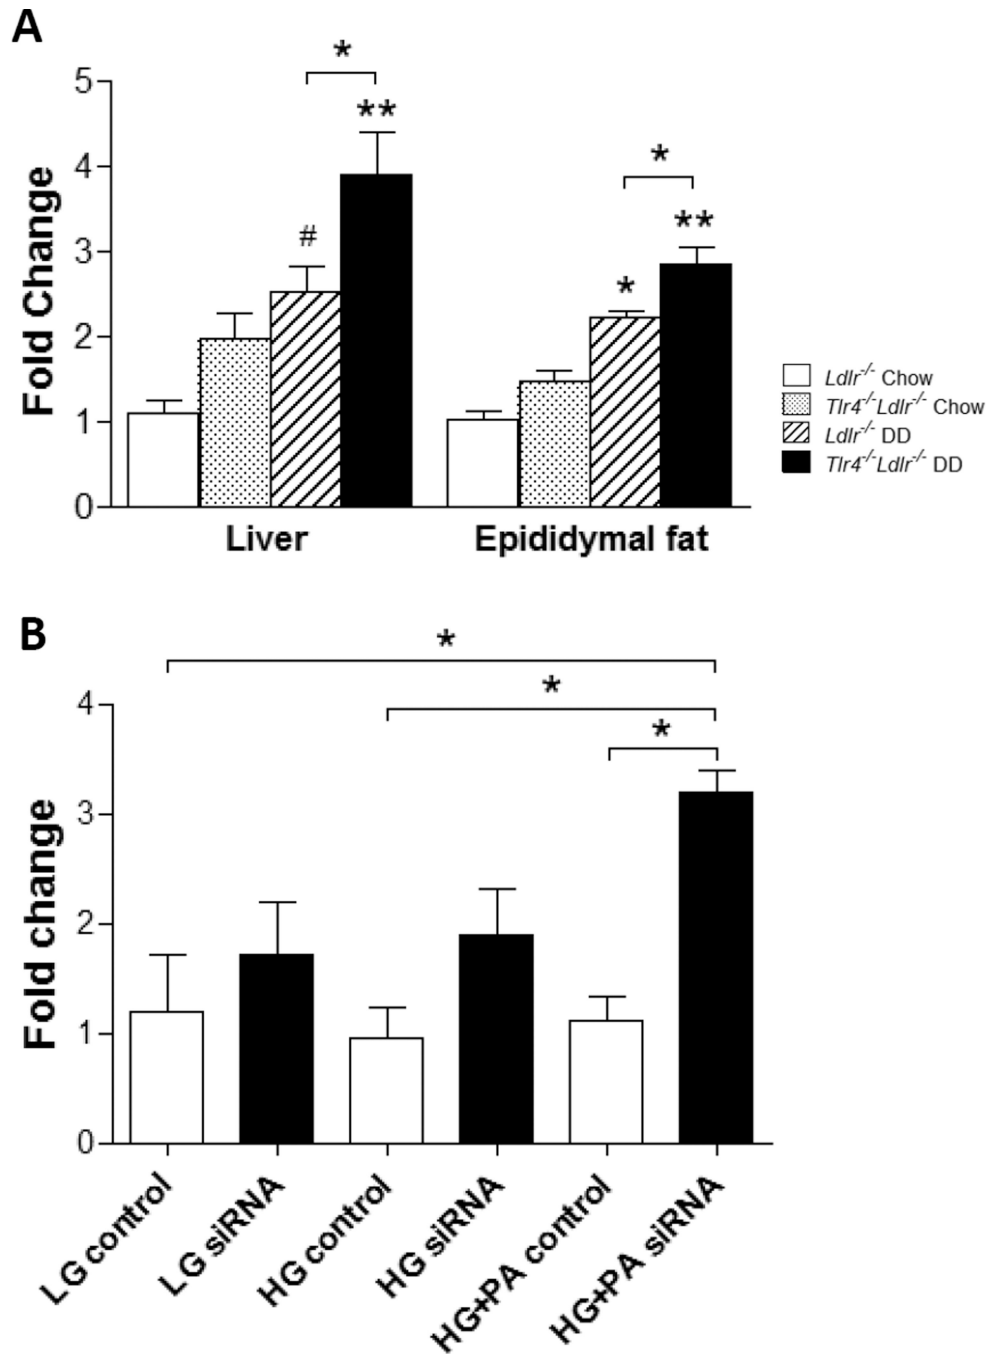 A
Fold Change
5
4
3
2
1
0
*
**
#
*
**
*
Liver
Epididymal fat
Ldlr-/- Chow
Tlr4-/-Ldlr-/- Chow
Ldlr-/- DD
Tlr4-/-Ldlr-/- DD
B
Fold change
4
3
2
1
0
*
*
*
LG control
LG siRNA
HG control
HG siRNA
HG+PA control
HG+PA siRNA